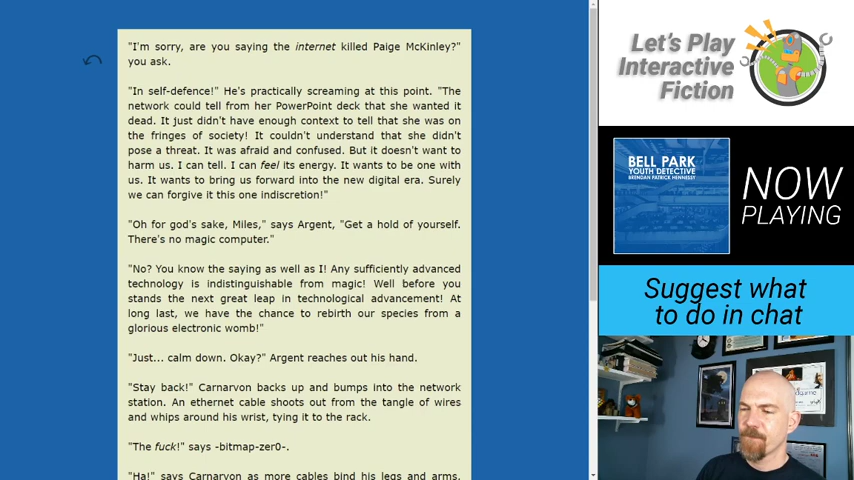 "I'm sorry, are you saying the internet killed Paige McKinley?"
you ask.
"In self-defence!" He's practically screaming at this point. "The
network could tell from her PowerPoint deck that she wanted it
dead. It just didn't have enough context to tell that she was on
the fringes of society! It couldn't understand that she didn't
pose a threat. It was afraid and confused. But it doesn't want to
harm us. I can tell. I can feel its energy. It wants to be one with
us. It wants to bring us forward into the new digital era. Surely
we can forgive it this one indiscretion!"
"Oh for god's sake, Miles," says Argent, "Get a hold of yourself.
There's no magic computer."
"No? You know the saying as well as I! Any sufficiently advanced
technology is indistinguishable from magic! Well before you
stands the next great leap in technological advancement! At
long last, we have the chance to rebirth our species from a
glorious electronic womb!"
"Just... calm down. Okay?" Argent reaches out his hand.
"Stay back!" Carnarvon backs up and bumps into the network
station. An ethernet cable shoots out from the tangle of wires
and whips around his wrist, tying it to the rack.
"The fuck!" says -bitmap-zer0-.
"Ha!" says Carnarvon as more cables bind his legs and arms,
Let's Play
Interactive
Fiction
BELL PARK
YOUTH DETECTIVE
BRENDAN PATRICK HENNESSY
NOW
PLAYING
Suggest what
to do in chat